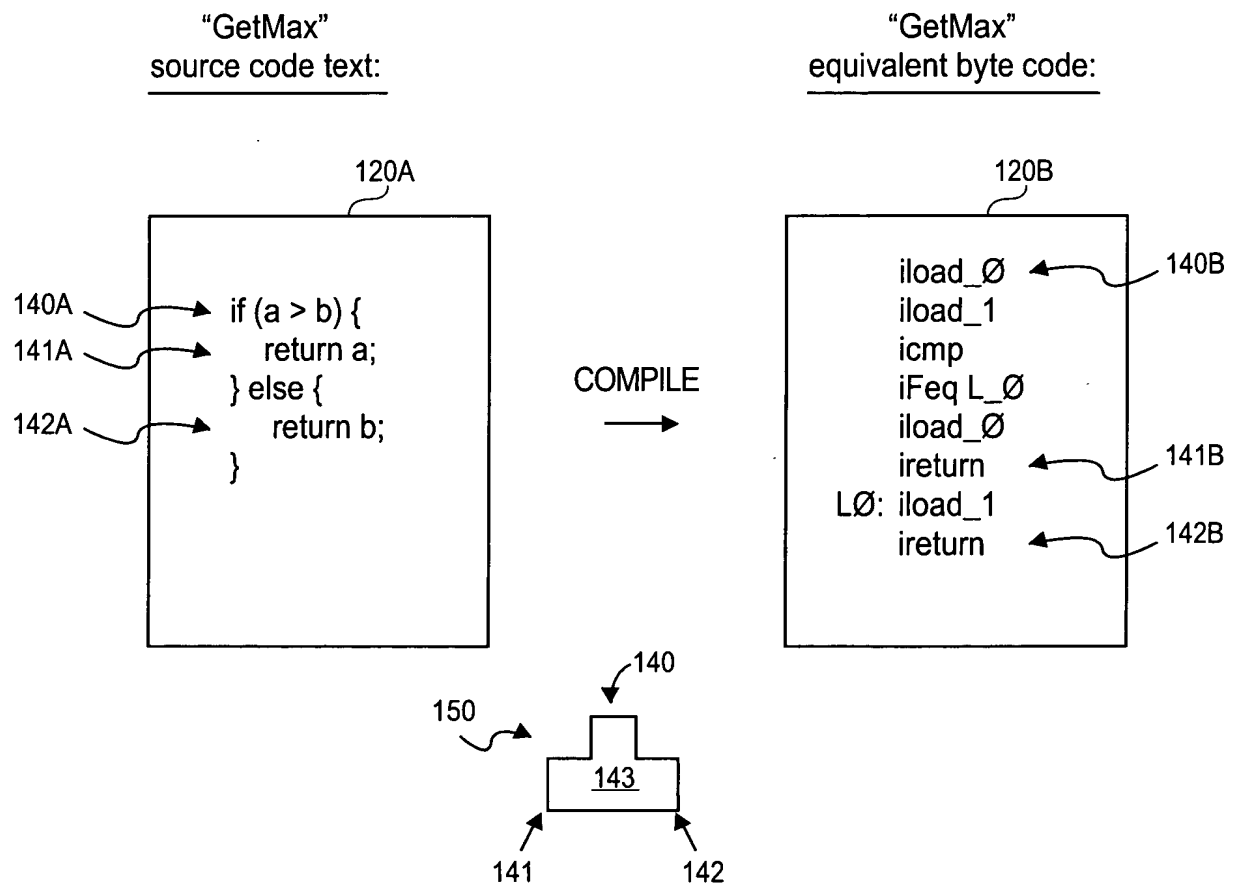 “GetMax”
source code text:
“GetMax”
equivalent byte code:
120A
120B
140A
if (a > b) {
141A
return a;
} else {
142A
return b;
}
COMPILE
iload_Ø
140B
iload_1
icmp
iFeq L_Ø
iload_Ø
ireturn
141B
LØ: iload_1
ireturn
142B
140
150
143
141
142